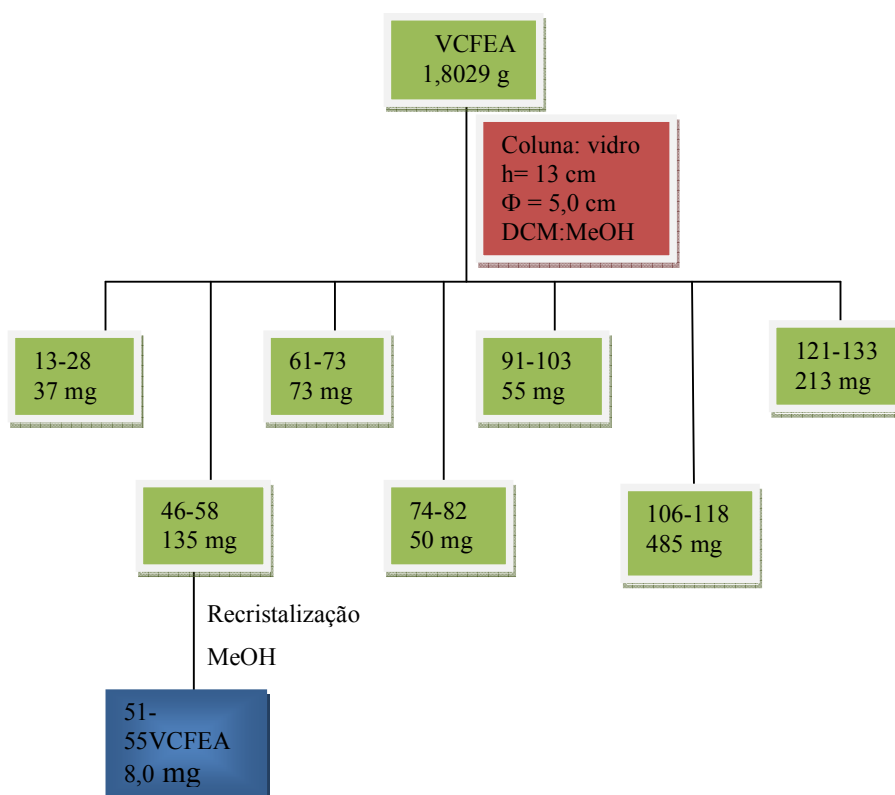 VCFEA
1,8029 g
Coluna: vidro
h= 13 cm
Φ = 5,0 cm
DCM:MeOH
13-28
37 mg
61-73
73 mg
91-103
55 mg
121-133
213 mg
46-58
135 mg
74-82
50 mg
106-118
485 mg
Recristalização
MeOH
51-
55VCFEA
8,0 mg